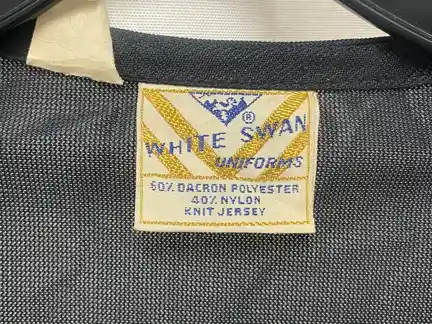 ®
WHITE SWAN
UNIFORMS
60% DACRON POLYESTER
40% NYLON
KNIT JERSEY